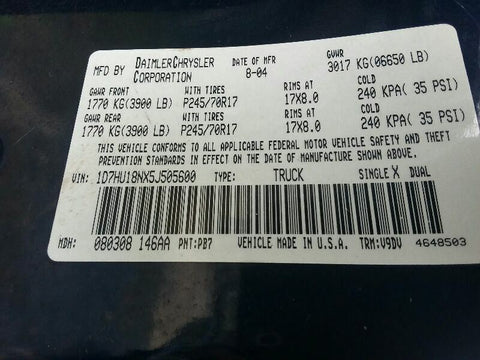 MFD BY DAIMLERCHRYSLER CORPORATION DATE OF MFR 8-04 GVWR 3017 KG(06650 LB)
GAWR FRONT WITH TIRES RIMS AT COLD
1770 KG(3900 LB) P245/70R17 17X8.0 240 KPA( 35 PSI)
GAWR REAR WITH TIRES RIMS AT COLD
1770 KG(3900 LB) P245/70R17 17X8.0 240 KPA( 35 PSI)
THIS VEHICLE CONFORMS TO ALL APPLICABLE FEDERAL MOTOR VEHICLE SAFETY AND THEFT
PREVENTION STANDARDS IN EFFECT ON THE DATE OF MANUFACTURE SHOWN ABOVE.
VIN: 1D7HU18NX5J505600 TYPE: TRUCK SINGLE X DUAL
MDH: 080308 146AA PNT:PB7 VEHICLE MADE IN U.S.A. TRM:V9DV 4648503